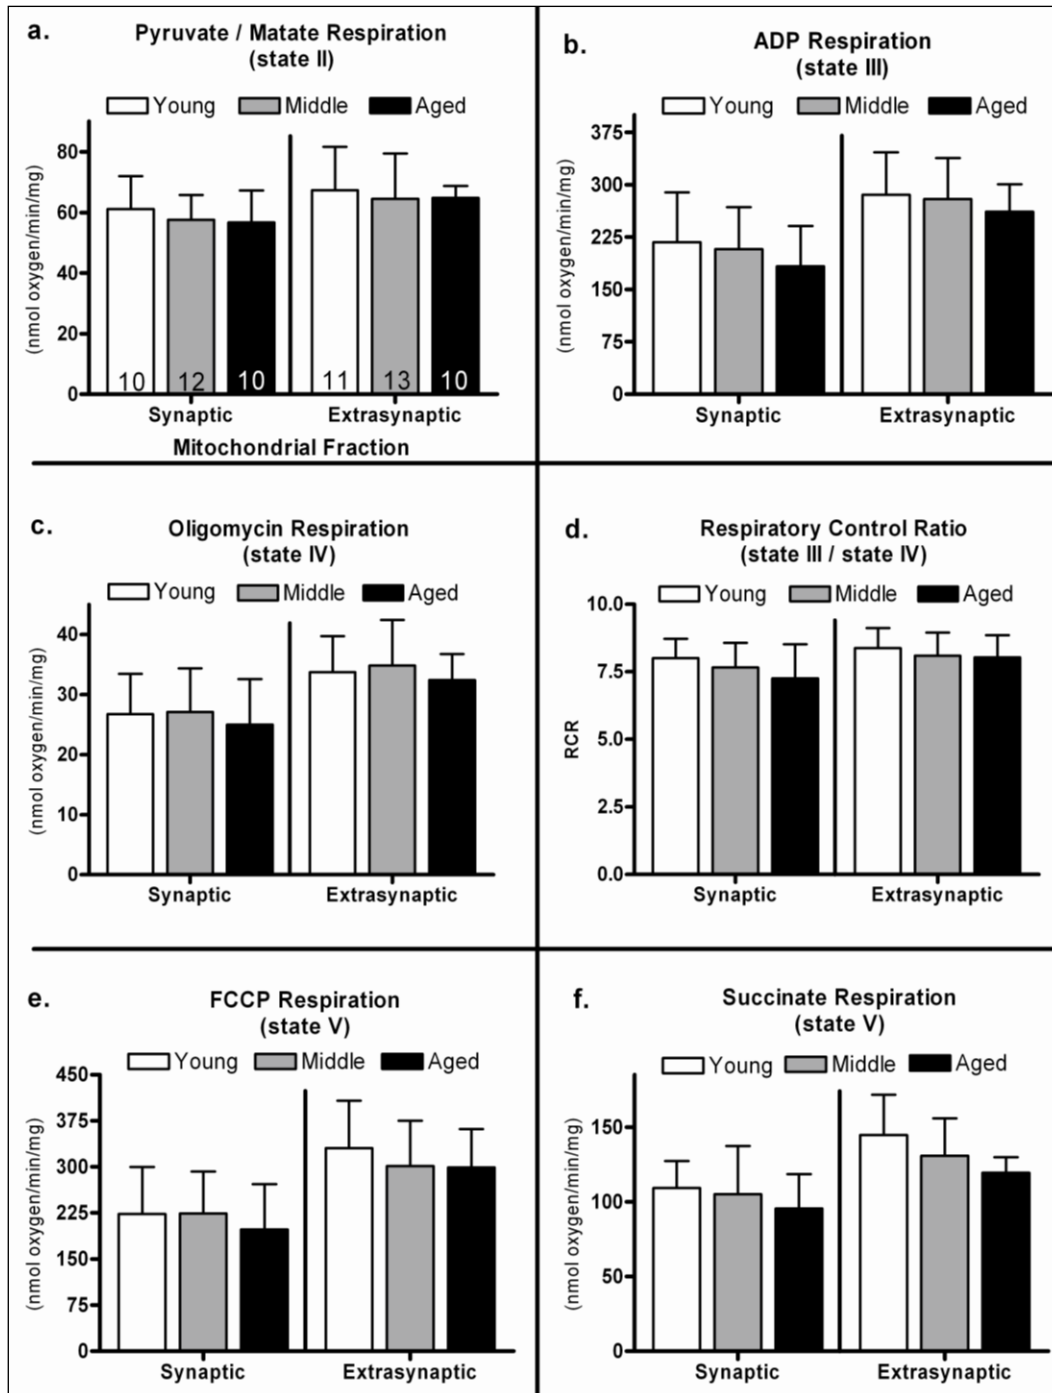 a. Pyruvate / Matate Respiration
(state II)
Young Middle Aged
(nmol oxygen/min/mg)
80
60
40
20
0
10 12 10 11 13 10
Synaptic Extrasynaptic
Mitochondrial Fraction
b. ADP Respiration
(state III)
Young Middle Aged
(nmol oxygen/min/mg)
375
300
225
150
75
0
Synaptic Extrasynaptic
c. Oligomycin Respiration
(state IV)
Young Middle Aged
(nmol oxygen/min/mg)
40
30
20
10
0
Synaptic Extrasynaptic
d. Respiratory Control Ratio
(state III / state IV)
Young Middle Aged
RCR
10.0
7.5
5.0
2.5
0.0
Synaptic Extrasynaptic
e. FCCP Respiration
(state V)
Young Middle Aged
(nmol oxygen/min/mg)
450
375
300
225
150
75
0
Synaptic Extrasynaptic
f. Succinate Respiration
(state V)
Young Middle Aged
(nmol oxygen/min/mg)
150
100
50
0
Synaptic Extrasynaptic